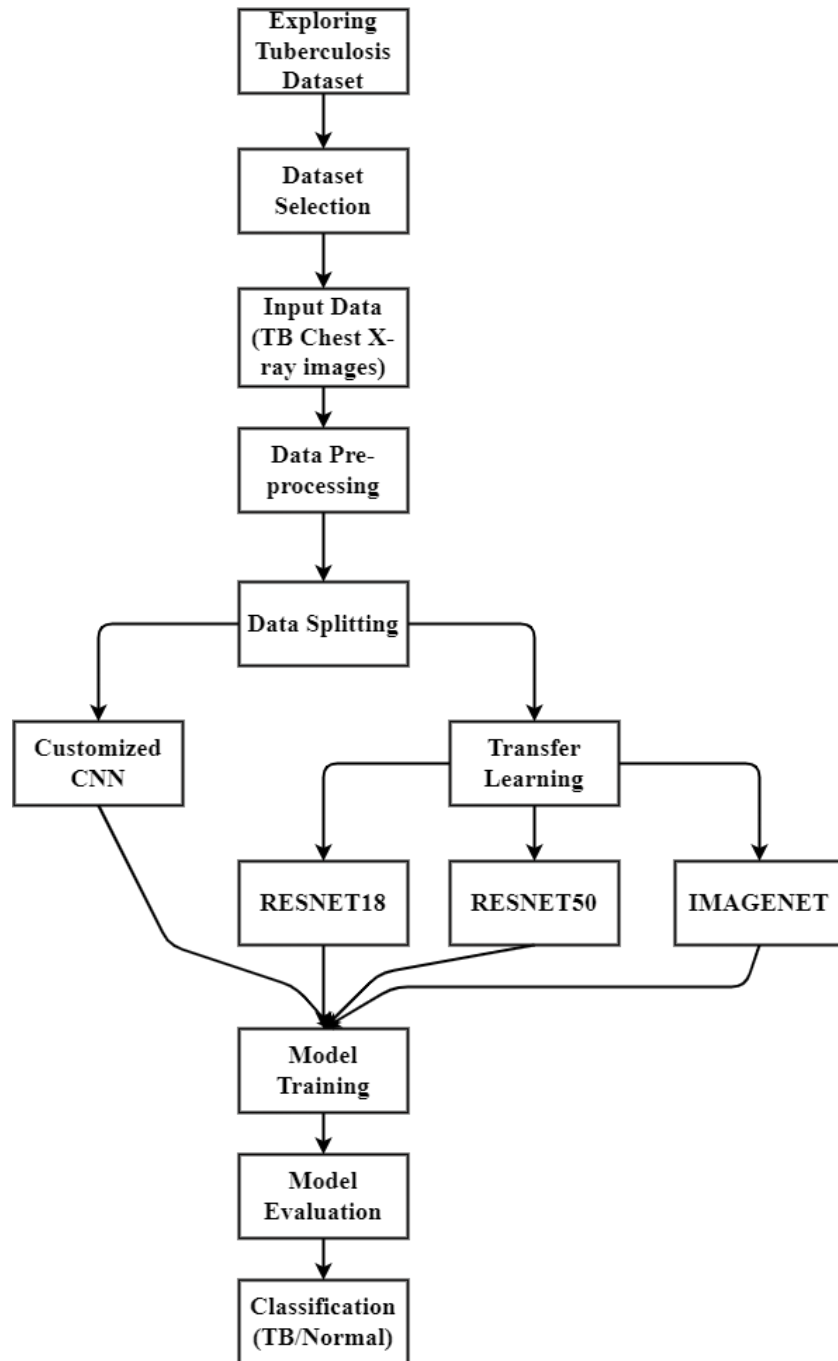 Exploring
Tuberculosis
Dataset
Dataset
Selection
Input Data
(TB Chest X-
ray images)
Data Pre-
processing
Data Splitting
Customized
CNN
Transfer
Learning
RESNET18
RESNET50
IMAGENET
Model
Training
Model
Evaluation
Classification
(TB/Normal)